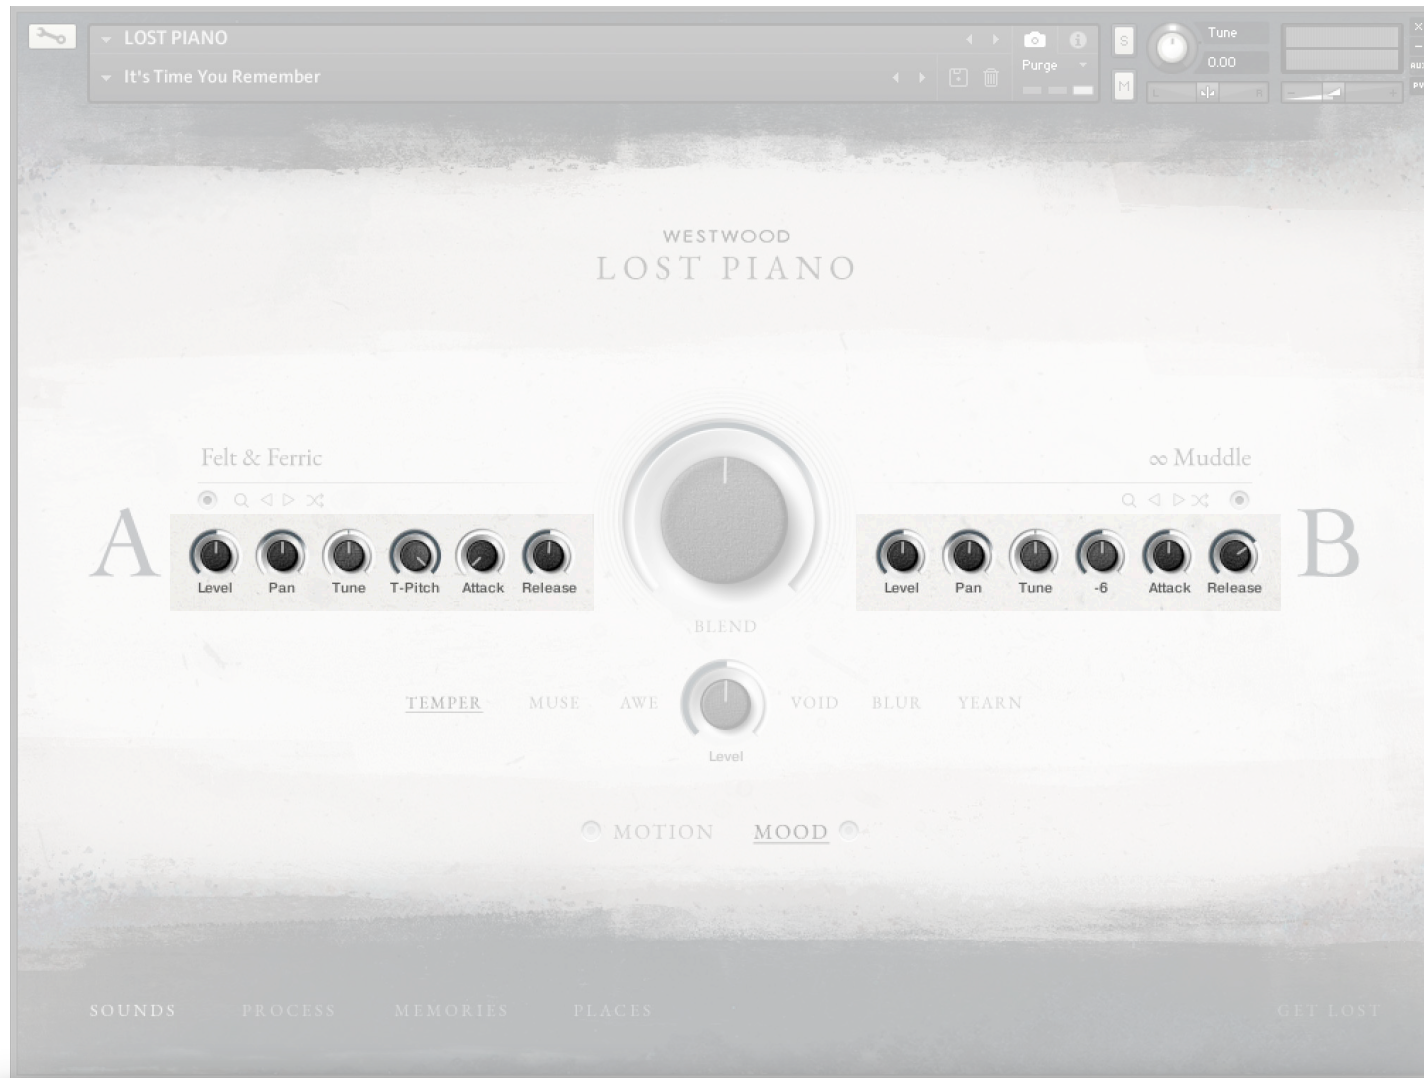 LOST PIANO
It's Time You Remember
Purge
S
M
Tune
0.00
L R
- +
×
-
AUX
PV
WESTWOOD
LOST PIANO
Felt & Ferric
∞ Muddle
A
B
Level Pan Tune T-Pitch Attack Release
Level Pan Tune -6 Attack Release
BLEND
TEMPER MUSE AWE VOID BLUR YEARN
Level
MOTION MOOD
SOUNDS PROCESS MEMORIES PLACES GET LOST